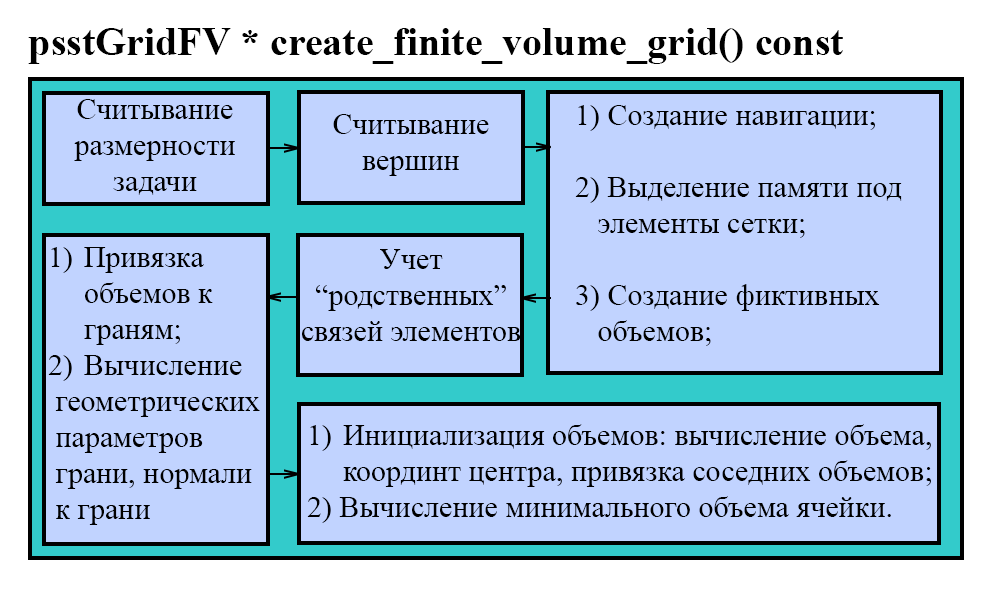 psstGridFV * create_finite_volume_grid() const
Считывание
размерности
задачи
Считывание
вершин
1) Создание навигации;
2) Выделение памяти под
элементы сетки;
3) Создание фиктивных
объемов;
Учет
“родственных”
связей элементов
1) Привязка
объемов к
граням;
2) Вычисление
геометрических
параметров
грани, нормали
к грани
1) Инициализация объемов: вычисление объема,
координт центра, привязка соседних объемов;
2) Вычисление минимального объема ячейки.